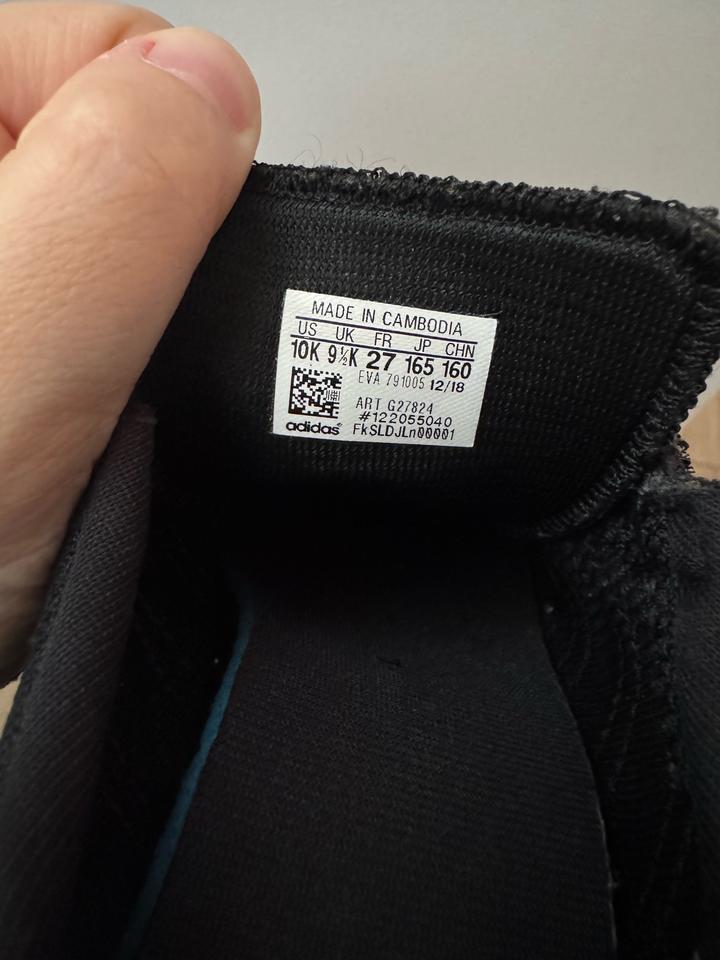 MADE IN CAMBODIA
US UK FR JP CHN
10K 9½K 27 165 160
EVA 791005 12/18
ART G27824
#122055040
adidas® FkSLDJLn00001